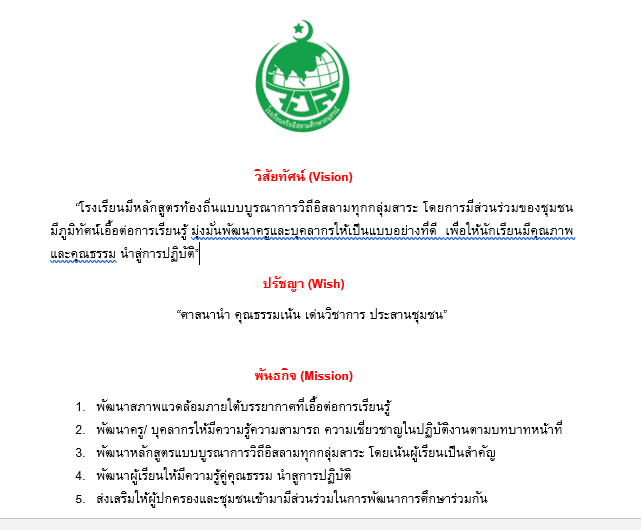 วิสัยทัศน์ (Vision)
“โรงเรียนมีหลักสูตรท้องถิ่นแบบบูรณาการวิถีอิสลามทุกกลุ่มสาระ โดยการมีส่วนร่วมของชุมชน
มีภูมิทัศน์เอื้อต่อการเรียนรู้ มุ่งมั่นพัฒนาครูและบุคลากรให้เป็นแบบอย่างที่ดี เพื่อให้นักเรียนมีคุณภาพ
และคุณธรรม นำสู่การปฏิบัติ”
ปรัชญา (Wish)
“ศาสนานำ คุณธรรมเน้น เด่นวิชาการ ประสานชุมชน”
พันธกิจ (Mission)
1. พัฒนาสภาพแวดล้อมภายใต้บรรยากาศที่เอื้อต่อการเรียนรู้
2. พัฒนาครู/ บุคลากรให้มีความรู้ความสามารถ ความเชี่ยวชาญในปฏิบัติงานตามบทบาทหน้าที่
3. พัฒนาหลักสูตรแบบบูรณาการวิถีอิสลามทุกกลุ่มสาระ โดยเน้นผู้เรียนเป็นสำคัญ
4. พัฒนาผู้เรียนให้มีความรู้คู่คุณธรรม นำสู่การปฏิบัติ
5. ส่งเสริมให้ผู้ปกครองและชุมชนเข้ามามีส่วนร่วมในการพัฒนาการศึกษาร่วมกัน